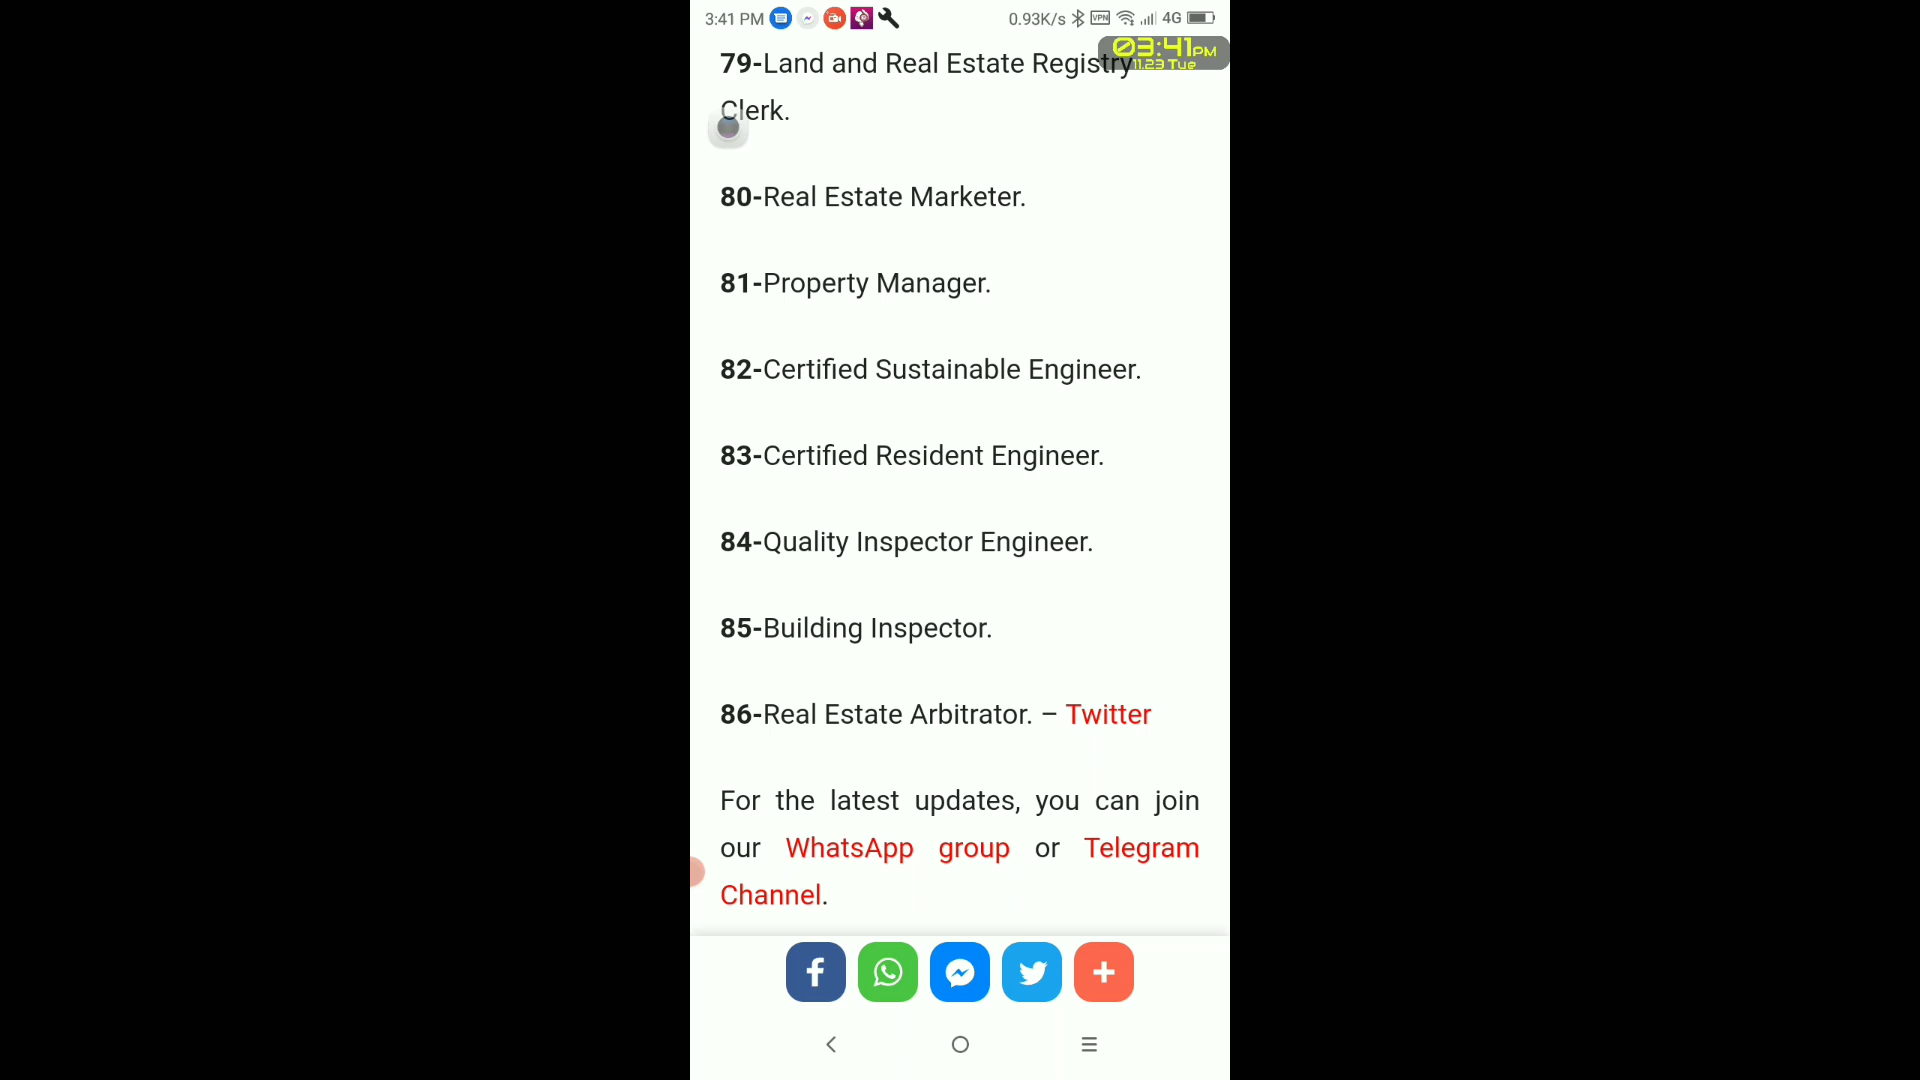 3:41 PM 0.93K/s VPN 4G
03:41PM
11.23 Tue
79-Land and Real Estate Registry
Clerk.
80-Real Estate Marketer.
81-Property Manager.
82-Certified Sustainable Engineer.
83-Certified Resident Engineer.
84-Quality Inspector Engineer.
85-Building Inspector.
86-Real Estate Arbitrator. – Twitter
For the latest updates, you can join
our WhatsApp group or Telegram
Channel.